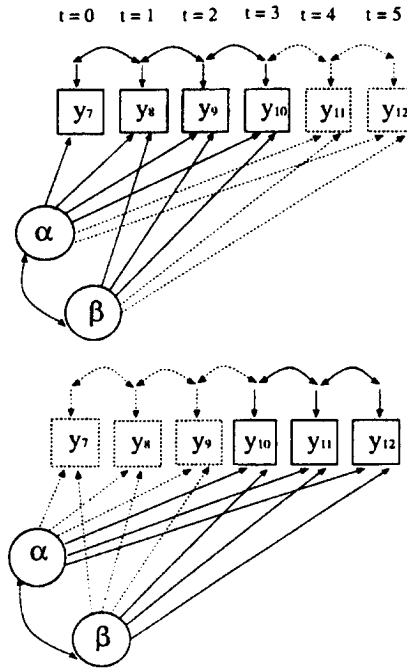 t = 0 t = 1 t = 2 t = 3 t = 4 t = 5
y7 y8 y9 y10 y11 y12
α
β
y7 y8 y9 y10 y11 y12
α
β